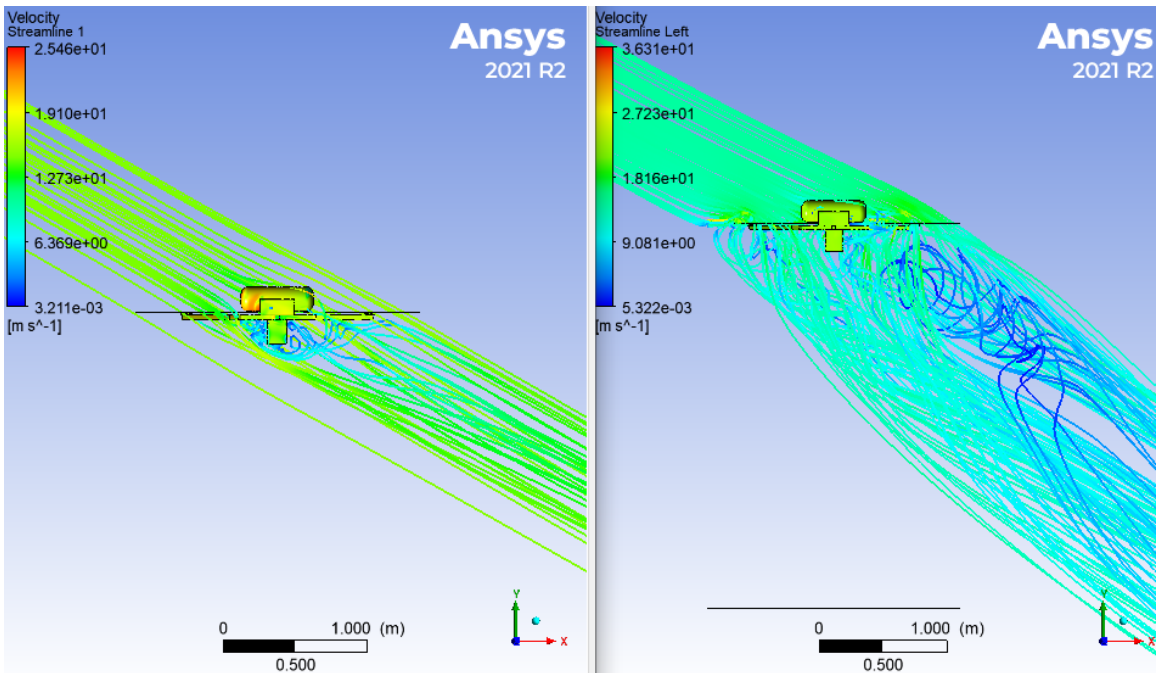 Velocity
Streamline 1
2.546e+01
1.910e+01
1.273e+01
6.369e+00
3.211e-03
[m s^-1]
Ansys
2021 R2
0 1.000 (m)
0.500
Y
X
Velocity
Streamline Left
3.631e+01
2.723e+01
1.816e+01
9.081e+00
5.322e-03
[m s^-1]
Ansys
2021 R2
0 1.000 (m)
0.500
Y
X